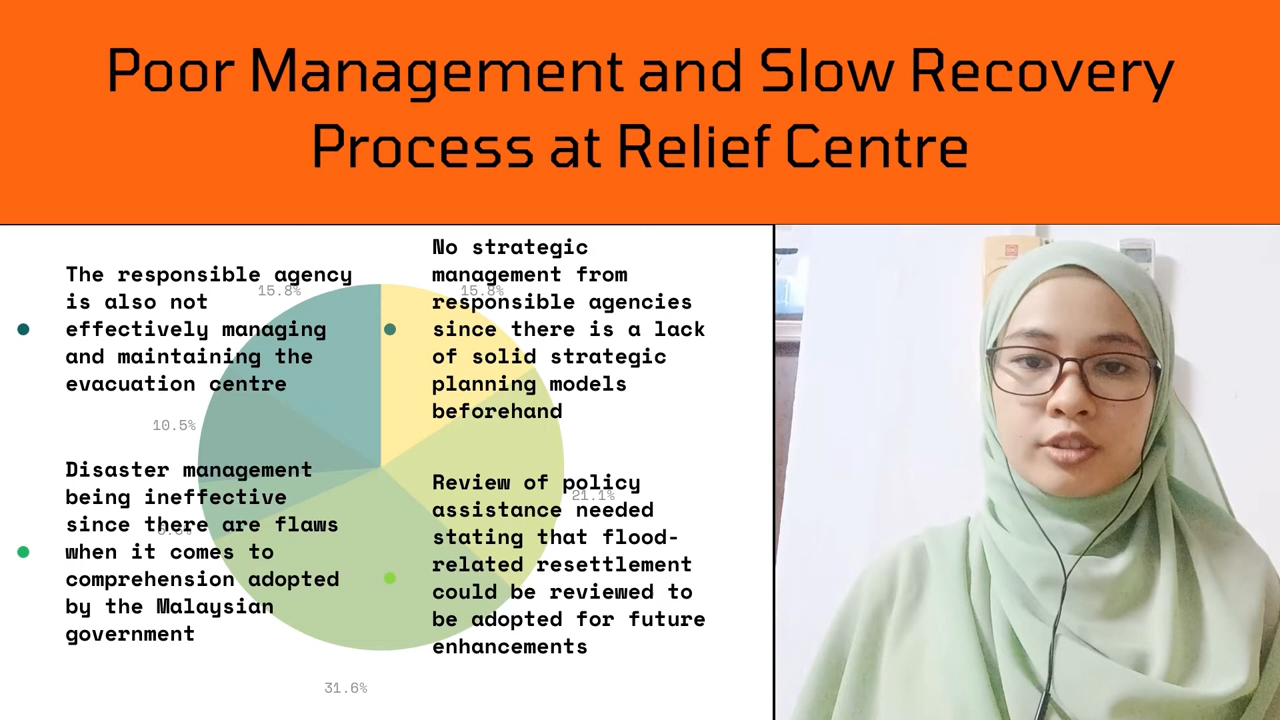 Poor Management and Slow Recovery
Process at Relief Centre
The responsible agency
is also not
effectively managing
and maintaining the
evacuation centre
Disaster management
being ineffective
since there are flaws
when it comes to
comprehension adopted
by the Malaysian
government
No strategic
management from
responsible agencies
since there is a lack
of solid strategic
planning models
beforehand
Review of policy
assistance needed
stating that flood-
related resettlement
could be reviewed to
be adopted for future
enhancements
15.8%
15.8%
10.5%
21.1%
31.6%